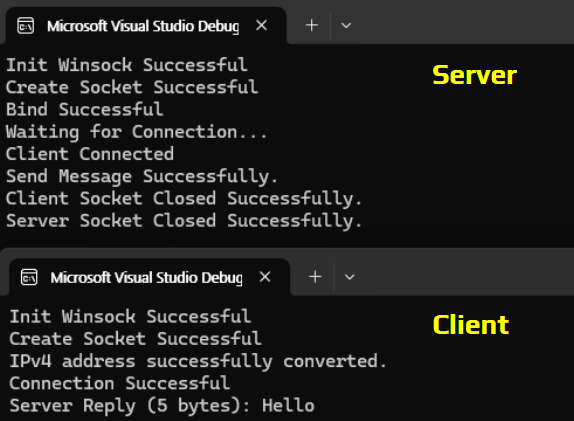 Microsoft Visual Studio Debug
Server
Init Winsock Successful
Create Socket Successful
Bind Successful
Waiting for Connection...
Client Connected
Send Message Successfully.
Client Socket Closed Successfully.
Server Socket Closed Successfully.
Microsoft Visual Studio Debug
Client
Init Winsock Successful
Create Socket Successful
IPv4 address successfully converted.
Connection Successful
Server Reply (5 bytes): Hello